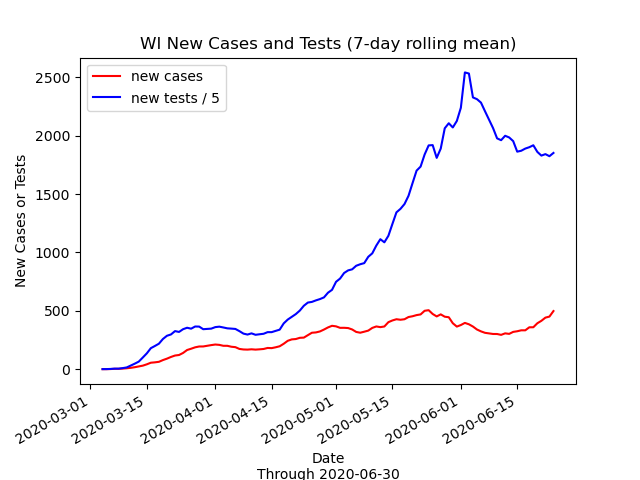 WI New Cases and Tests (7-day rolling mean)
new cases
new tests / 5
New Cases or Tests
2500
2000
1500
1000
500
0
2020-03-01
2020-03-15
2020-04-01
2020-04-15
2020-05-01
2020-05-15
2020-06-01
2020-06-15
Date
Through 2020-06-30